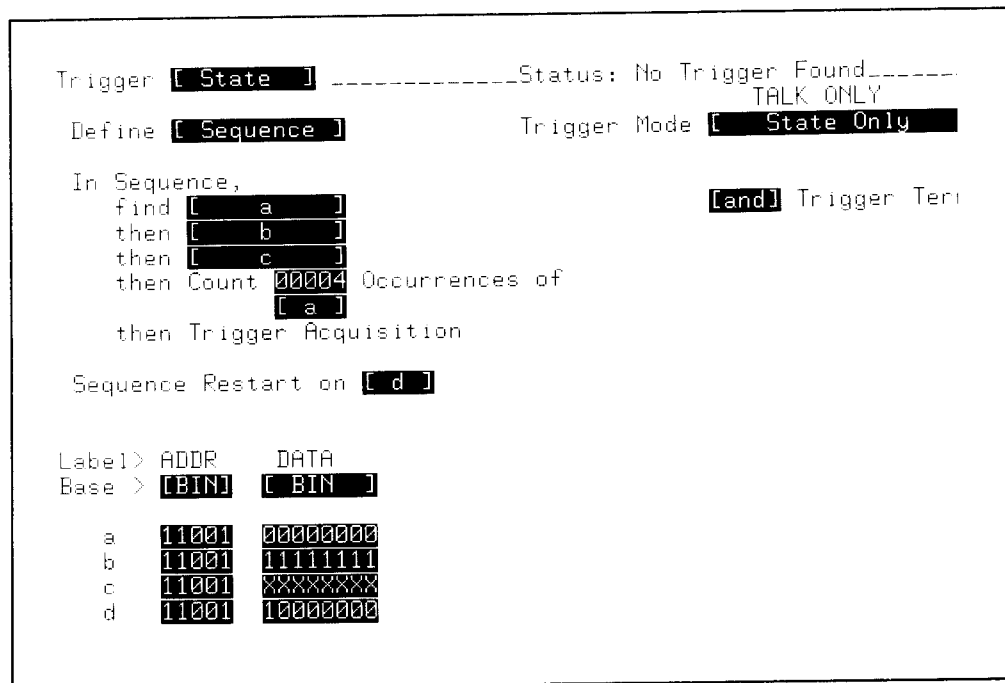 Trigger [ State ] _____________Status: No Trigger Found______
TALK ONLY
Define [ Sequence ] Trigger Mode [ State Only
In Sequence,
find [ a ] [and] Trigger
then [ b ]
then [ c ]
then Count 00004 Occurrences of
[ a ]
then Trigger Acquisition
Sequence Restart on [ d ]
Label> ADDR DATA
Base > [BIN] [ BIN ]
a 11001 00000000
b 11001 11111111
c 11001 XXXXXXXX
d 11001 10000000